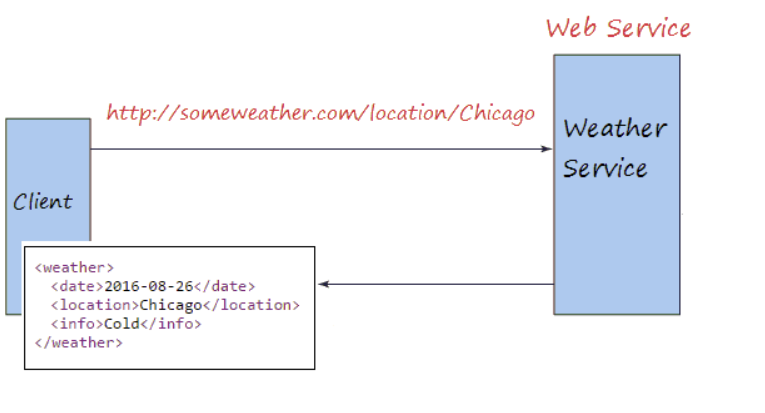 Web Service
http://someweather.com/location/Chicago
Weather
Service
Client
<weather>
<date>2016-08-26</date>
<location>Chicago</location>
<info>Cold</info>
</weather>